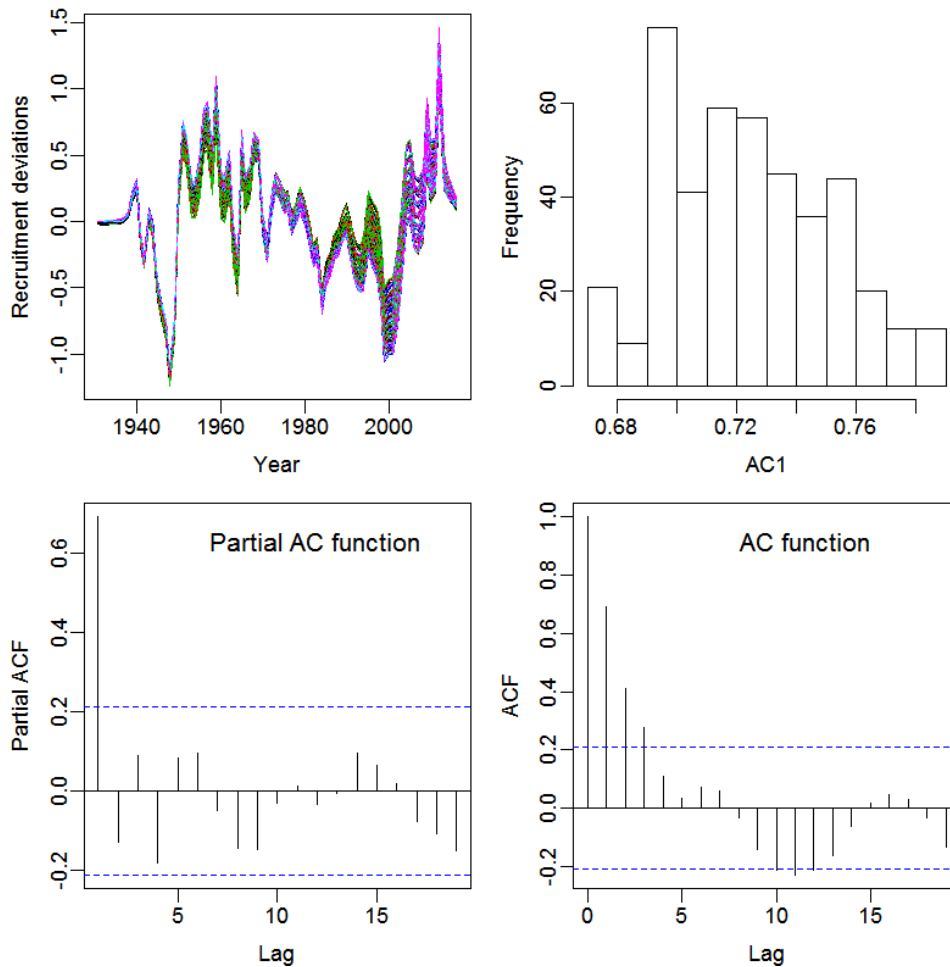 1.5
1.0
0.5
0.0
-0.5
-1.0
Recruitment deviations
1940 1960 1980 2000
Year
60
40
20
0
Frequency
0.68 0.72 0.76
AC1
Partial AC function
0.6
0.4
0.2
0.0
-0.2
Partial ACF
5 10 15
Lag
AC function
1.0
0.8
0.6
0.4
0.2
0.0
-0.2
ACF
0 5 10 15
Lag